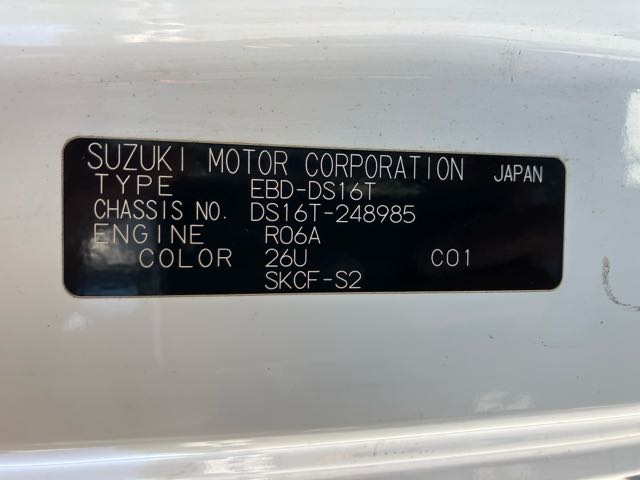 SUZUKI MOTOR CORPORATION JAPAN
TYPE EBD-DS16T
CHASSIS NO. DS16T-248985
ENGINE R06A
COLOR 26U C01
SKCF-S2